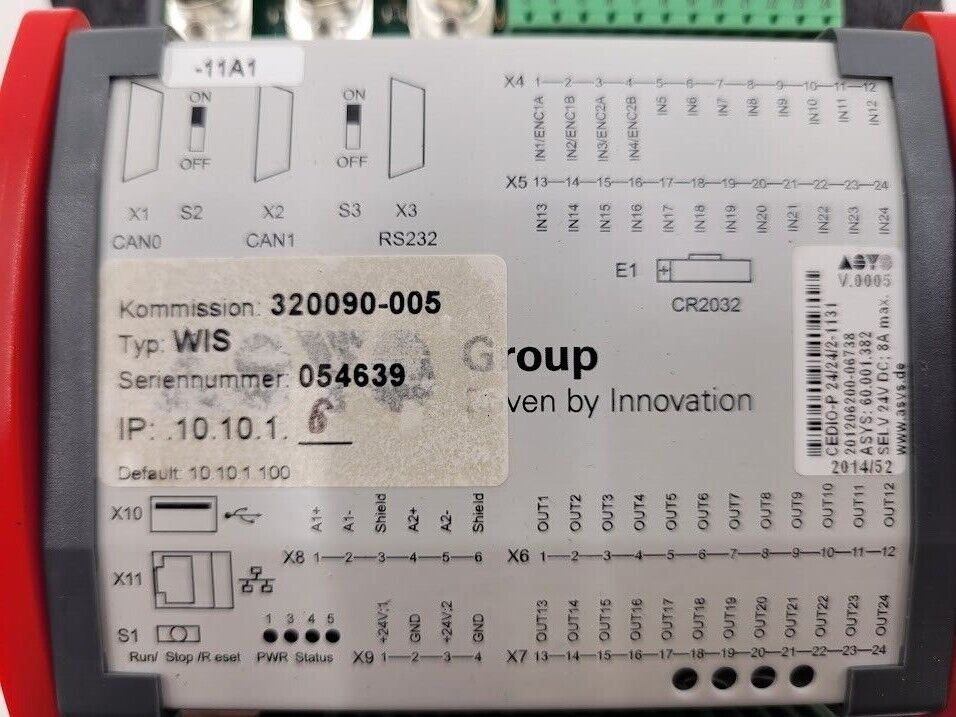 -11A1
ON
OFF
X1
CAN0
S2
X2
CAN1
ON
OFF
S3
X3
RS232
X4 1 2 3 4 5 6 7 8 9 10 11 12
IN1/ENC1A
IN2/ENC1B
IN3/ENC2A
IN4/ENC2B
IN5
IN6
IN7
IN8
IN9
IN10
IN11
IN12
X5 13 14 15 16 17 18 19 20 21 22 23 24
IN13
IN14
IN15
IN16
IN17
IN18
IN19
IN20
IN21
IN22
IN23
IN24
E1
+
CR2032
Kommission: 320090-005
Typ: WIS
Seriennummer: 054639
IP: .10.10.1. 6
Default: 10.10.1.100
Group
Driven by Innovation
ASYS
V.0005
CEDIO-P 24/24/2-1131
201206200-06738
ASYS: 60.001.382
SELV 24V DC; 8A max.
www.asys.de
2014/52
X10
X11
S1
Run/ Stop /Reset
1 3 4 5
PWR Status
A1+
A1-
Shield
A2+
A2-
Shield
X8 1 2 3 4 5 6
+24V:1
GND
+24V:2
GND
X9 1 2 3 4
OUT1
OUT2
OUT3
OUT4
OUT5
OUT6
OUT7
OUT8
OUT9
OUT10
OUT11
OUT12
X6 1 2 3 4 5 6 7 8 9 10 11 12
OUT13
OUT14
OUT15
OUT16
OUT17
OUT18
OUT19
OUT20
OUT21
OUT22
OUT23
OUT24
X7 13 14 15 16 17 18 19 20 21 22 23 24